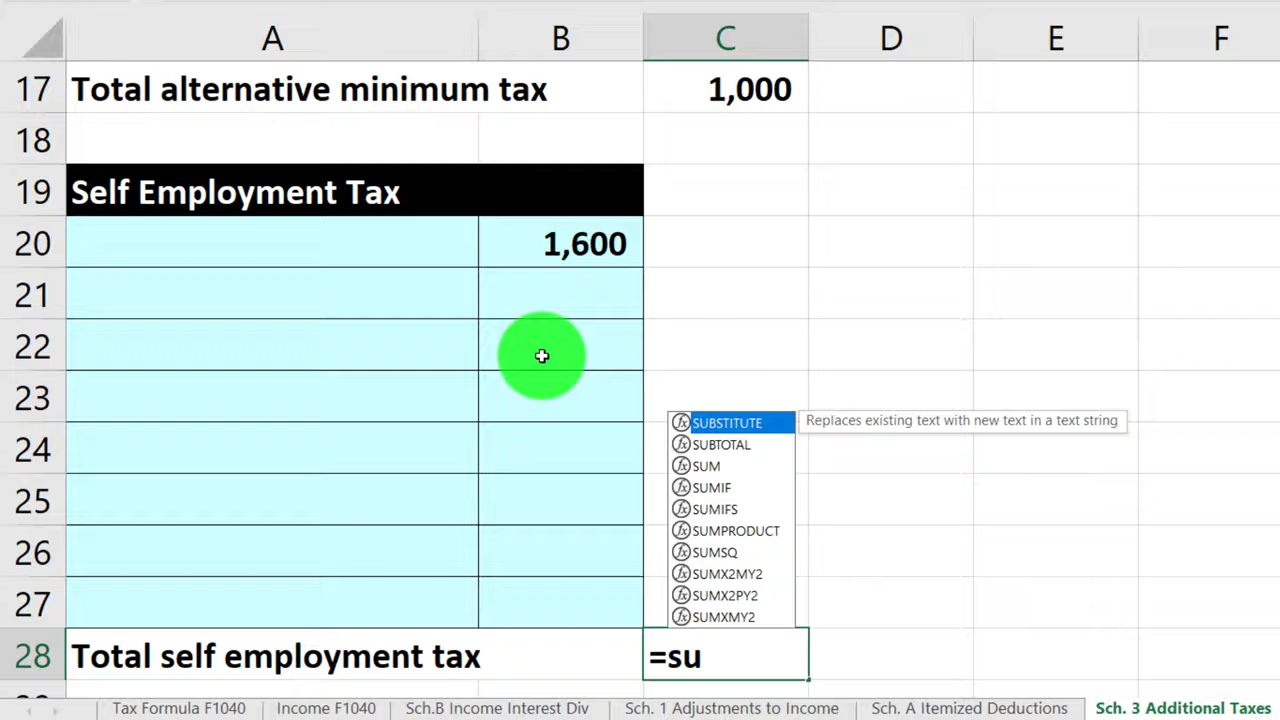 A B C D E F
17 Total alternative minimum tax 1,000
18
19 Self Employment Tax
20 1,600
21
22
23
SUBSTITUTE Replaces existing text with new text in a text string
24 SUBTOTAL
SUM
25 SUMIF
SUMIFS
26 SUMPRODUCT
SUMSQ
27 SUMX2MY2
SUMX2PY2
SUMXMY2
28 Total self employment tax =su
Tax Formula F1040 Income F1040 Sch.B Income Interest Div Sch. 1 Adjustments to Income Sch. A Itemized Deductions Sch. 3 Additional Taxes